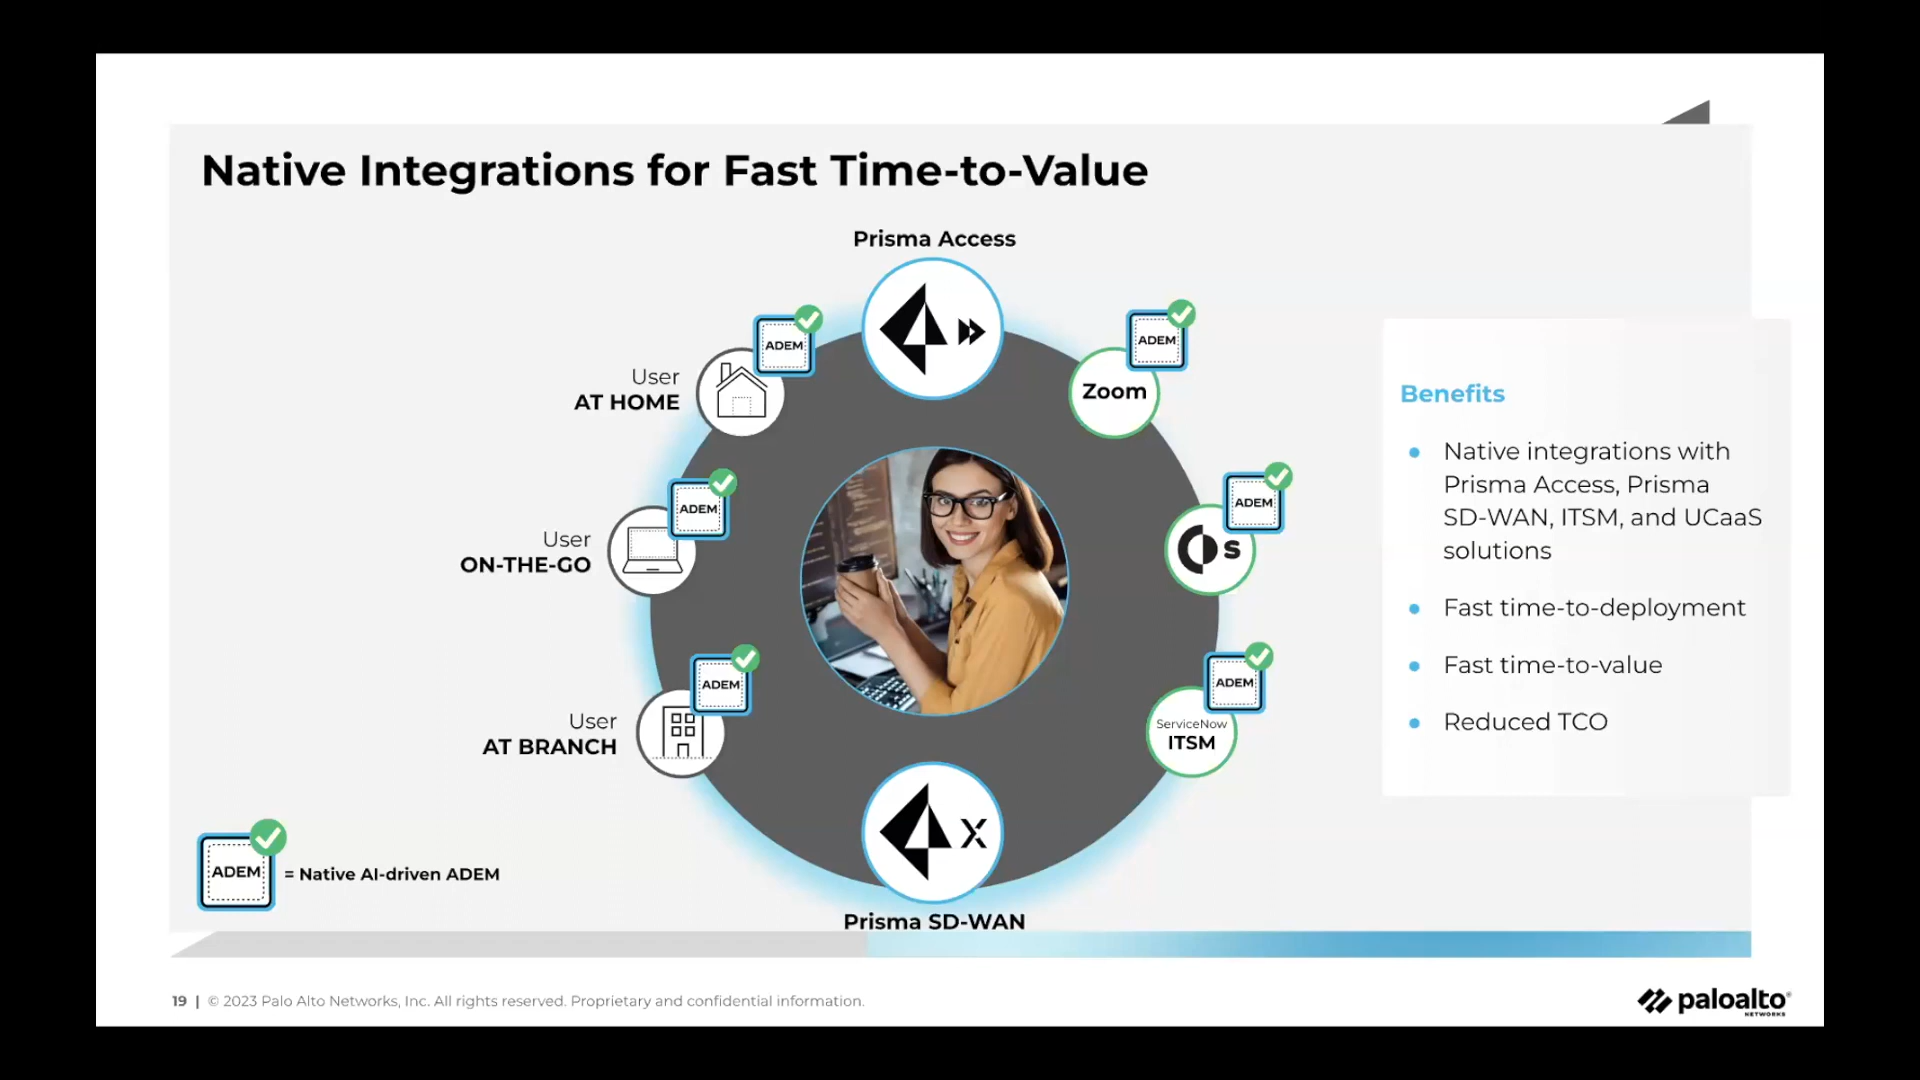 Native Integrations for Fast Time-to-Value
Prisma Access
ADEM
User
AT HOME
ADEM
Zoom
ADEM
User
ON-THE-GO
ADEM
S
ADEM
User
AT BRANCH
ADEM
ServiceNow
ITSM
X
Prisma SD-WAN
ADEM
= Native AI-driven ADEM
Benefits
• Native integrations with
Prisma Access, Prisma
SD-WAN, ITSM, and UCaaS
solutions
• Fast time-to-deployment
• Fast time-to-value
• Reduced TCO
19 | © 2023 Palo Alto Networks, Inc. All rights reserved. Proprietary and confidential information.
paloalto®
NETWORKS